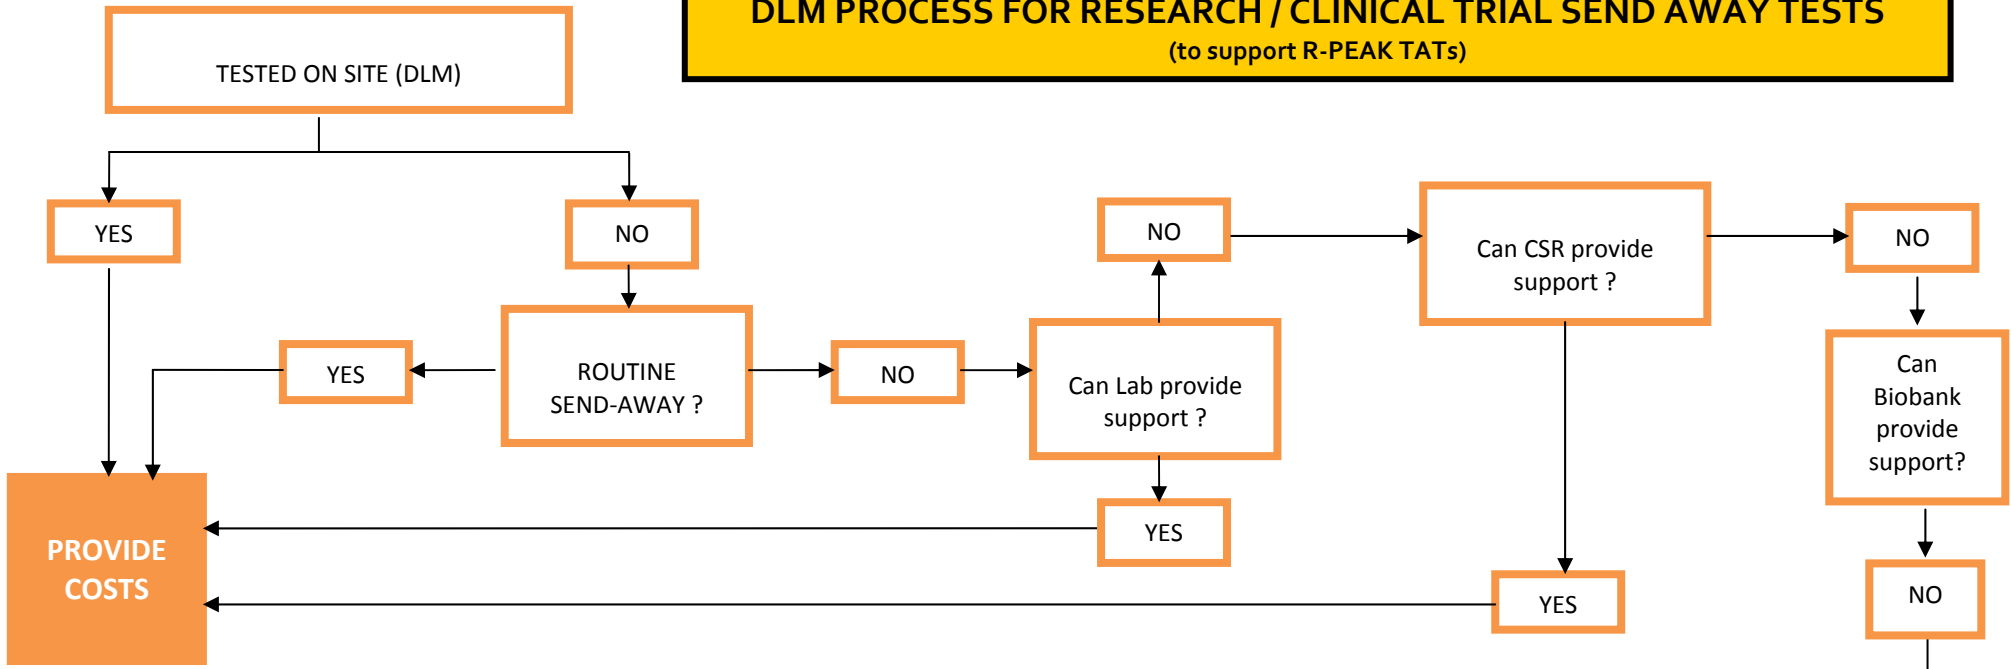 DLM PROCESS FOR RESEARCH / CLINICAL TRIAL SEND AWAY TESTS
(to support R-PEAK TATs)
TESTED ON SITE (DLM)
YES
NO
NO
Can CSR provide
support ?
NO
YES
ROUTINE
SEND-AWAY ?
NO
Can Lab provide
support ?
Can
Biobank
provide
support?
PROVIDE
COSTS
YES
YES
NO